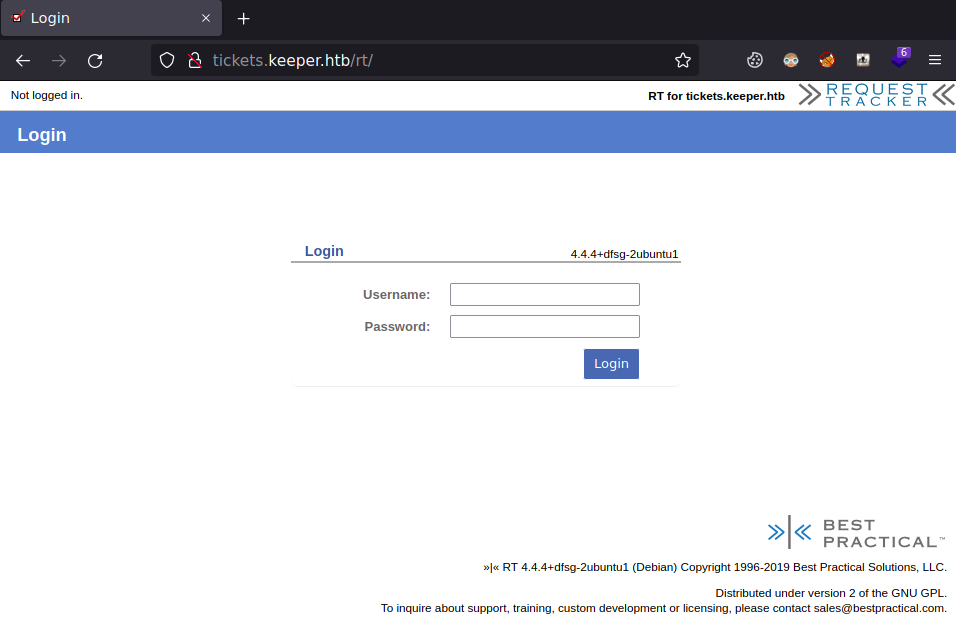 Login
tickets.keeper.htb/rt/
6
Not logged in.
RT for tickets.keeper.htb
REQUEST
TRACKER
Login
Login
4.4.4+dfsg-2ubuntu1
Username:
Password:
Login
BEST
PRACTICAL™
»|« RT 4.4.4+dfsg-2ubuntu1 (Debian) Copyright 1996-2019 Best Practical Solutions, LLC.
Distributed under version 2 of the GNU GPL.
To inquire about support, training, custom development or licensing, please contact sales@bestpractical.com.